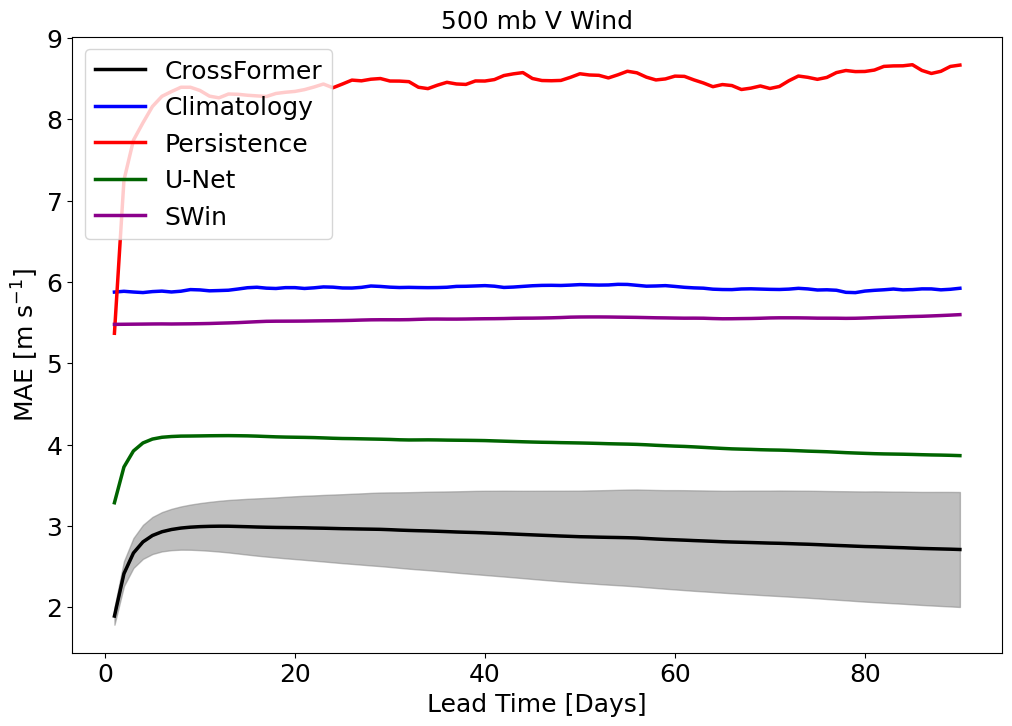 500 mb V Wind
CrossFormer
Climatology
Persistence
U-Net
SWin
MAE [m s⁻¹]
9
8
7
6
5
4
3
2
0 20 40 60 80
Lead Time [Days]